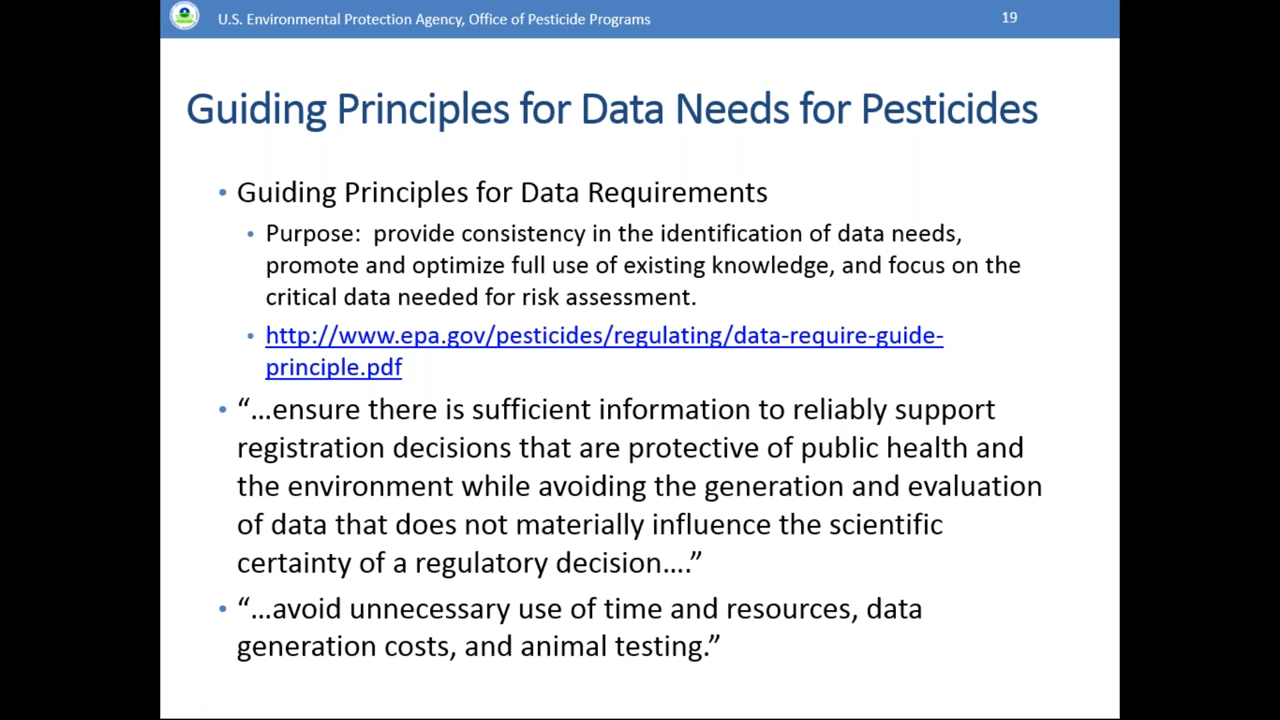 U.S. Environmental Protection Agency, Office of Pesticide Programs
19
Guiding Principles for Data Needs for Pesticides
• Guiding Principles for Data Requirements
• Purpose: provide consistency in the identification of data needs,
promote and optimize full use of existing knowledge, and focus on the
critical data needed for risk assessment.
• http://www.epa.gov/pesticides/regulating/data-require-guide-
principle.pdf
• “…ensure there is sufficient information to reliably support
registration decisions that are protective of public health and
the environment while avoiding the generation and evaluation
of data that does not materially influence the scientific
certainty of a regulatory decision….”
• “…avoid unnecessary use of time and resources, data
generation costs, and animal testing.”